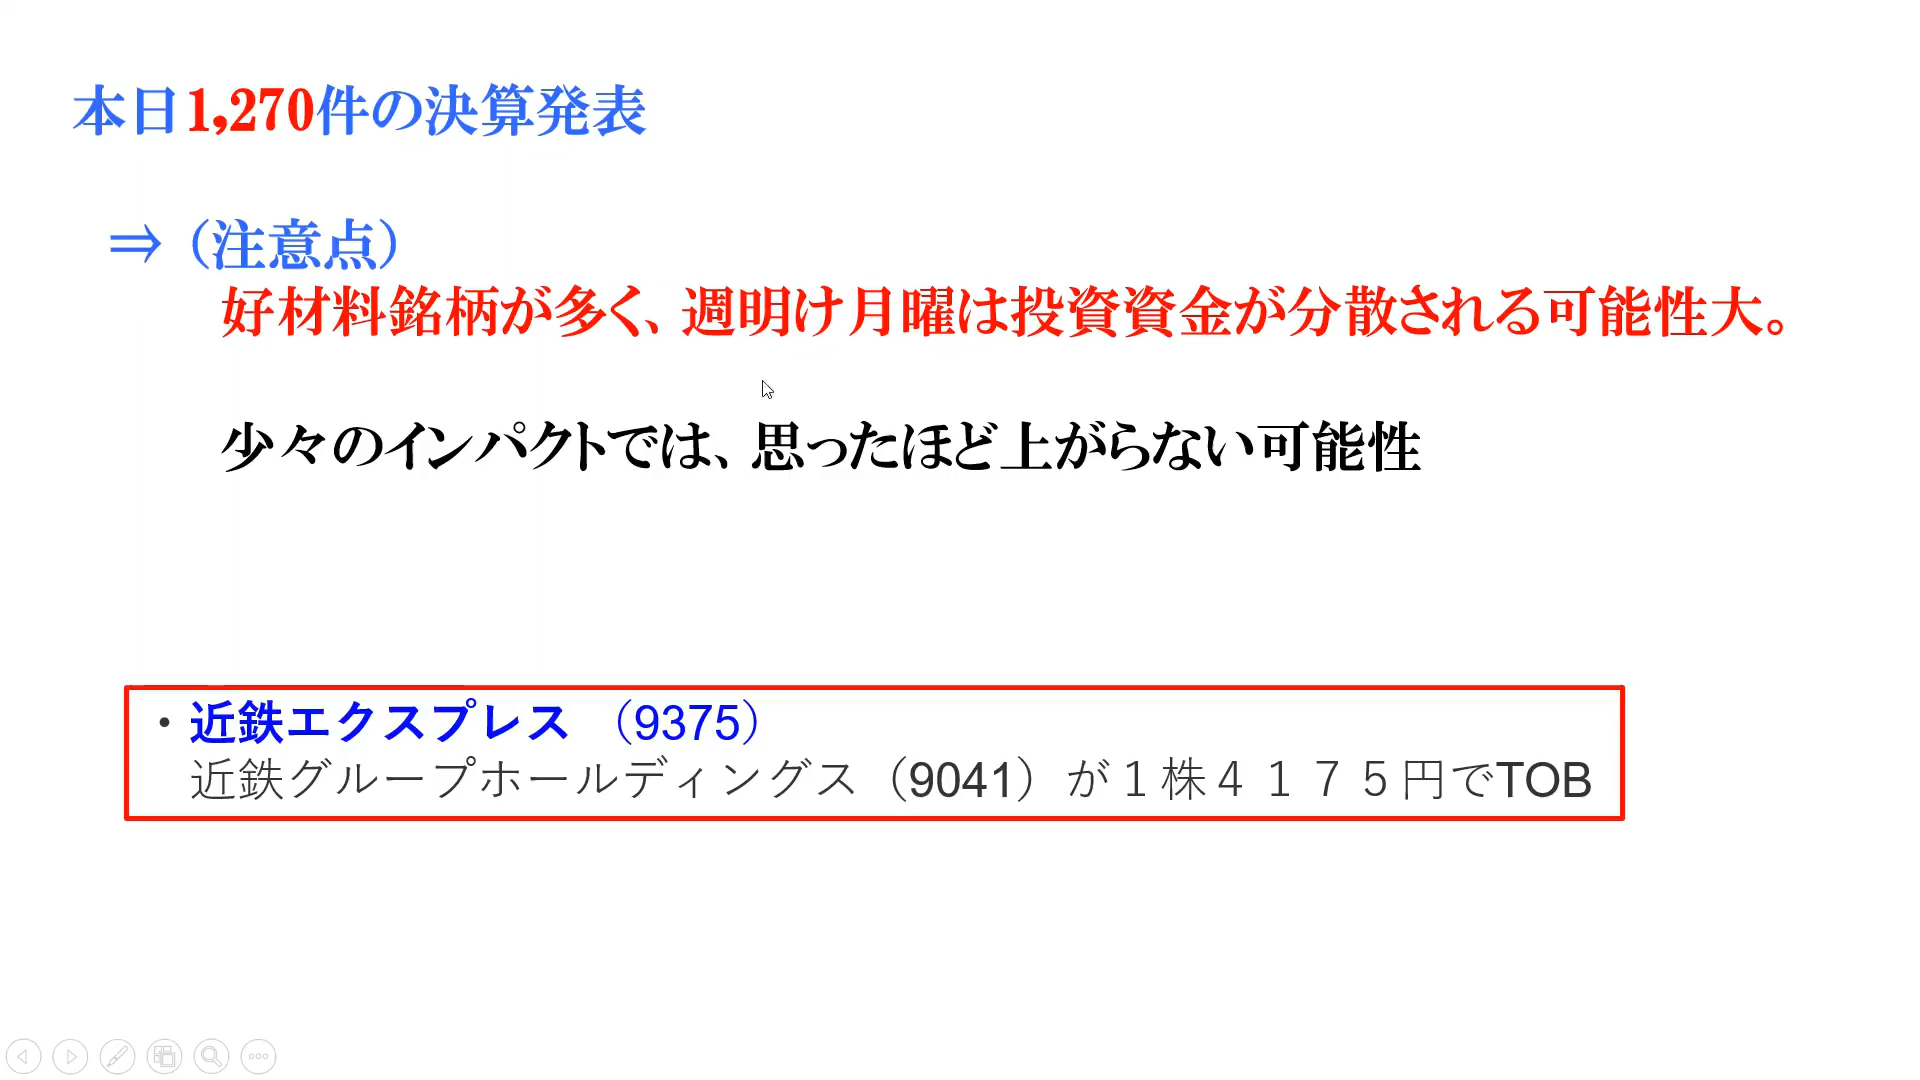 本日1,270件の決算発表
⇒（注意点）
好材料銘柄が多く、週明け月曜は投資資金が分散される可能性大。
少々のインパクトでは、思ったほど上がらない可能性
・近鉄エクスプレス （9375）
近鉄グループホールディングス（9041）が１株４１７５円でTOB